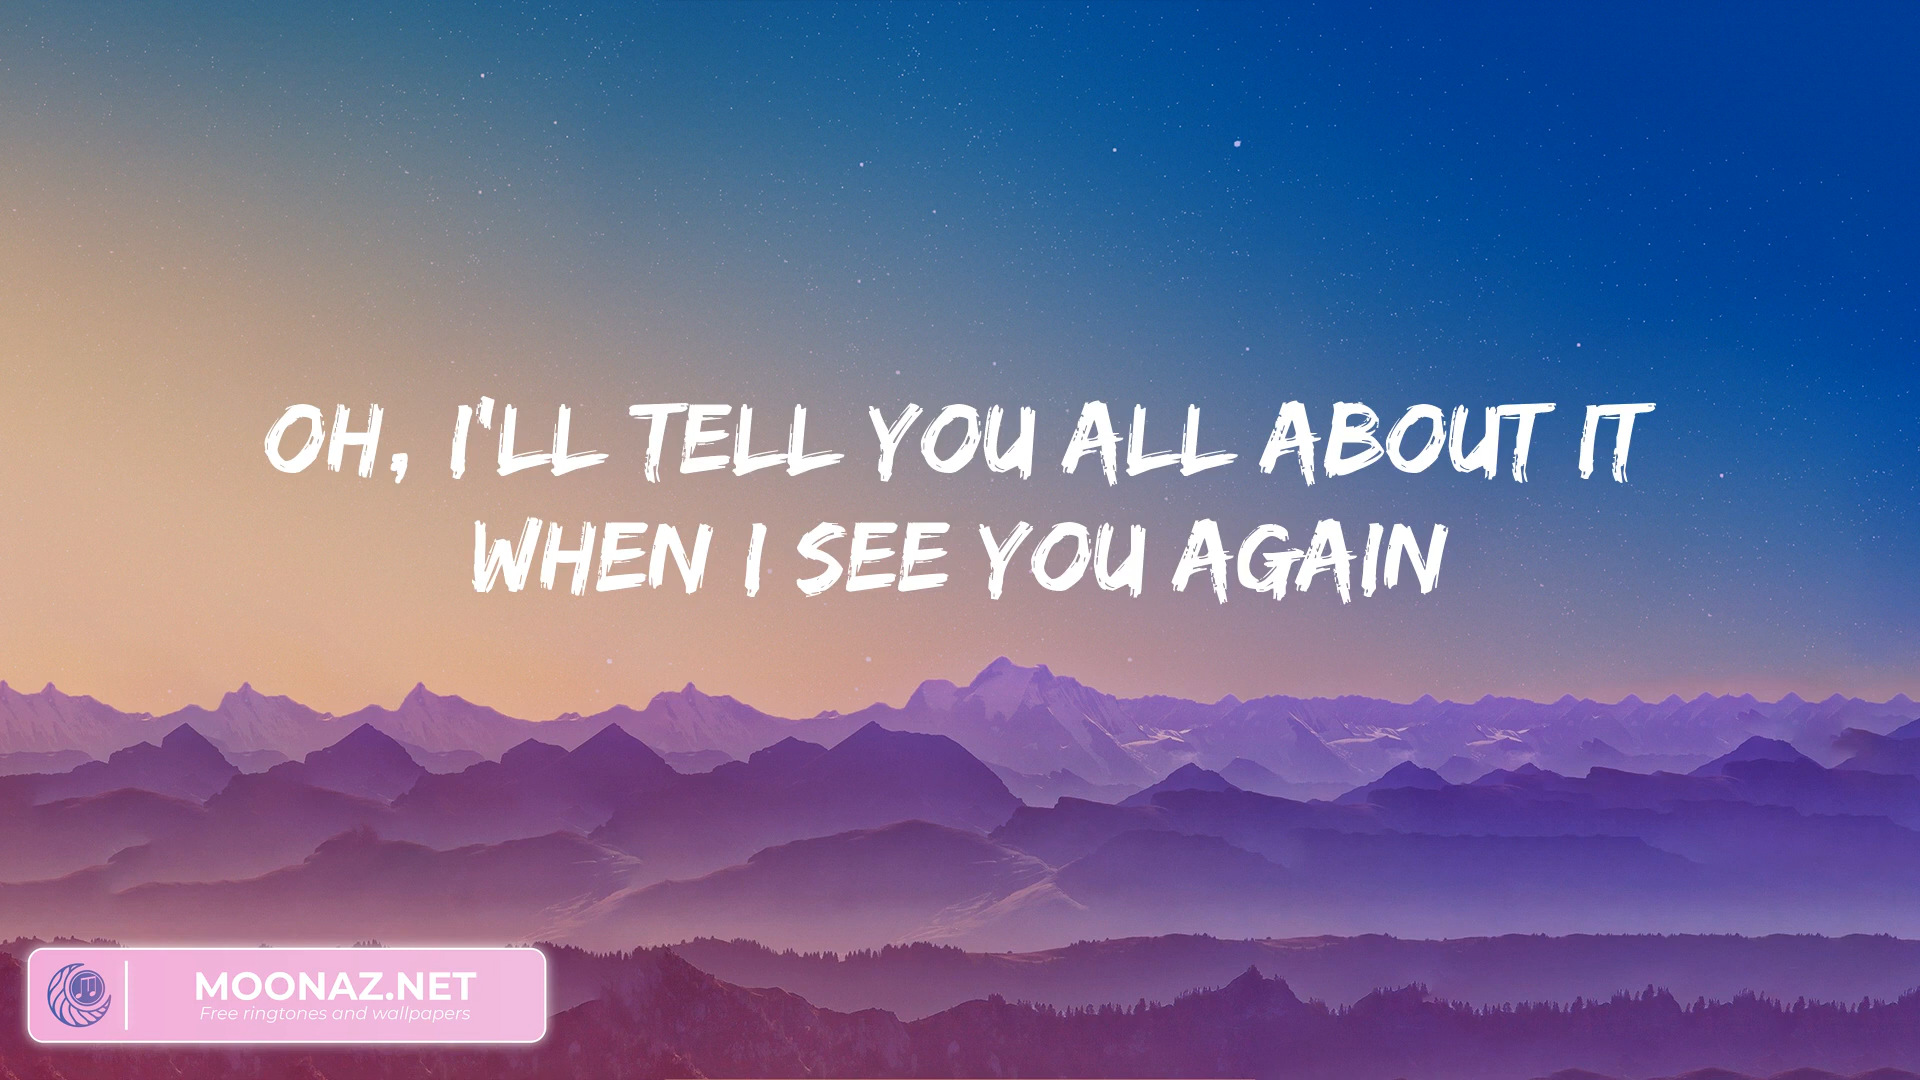 OH, I'LL TELL YOU ALL ABOUT IT
WHEN I SEE YOU AGAIN
MOONAZ.NET
Free ringtones and wallpapers